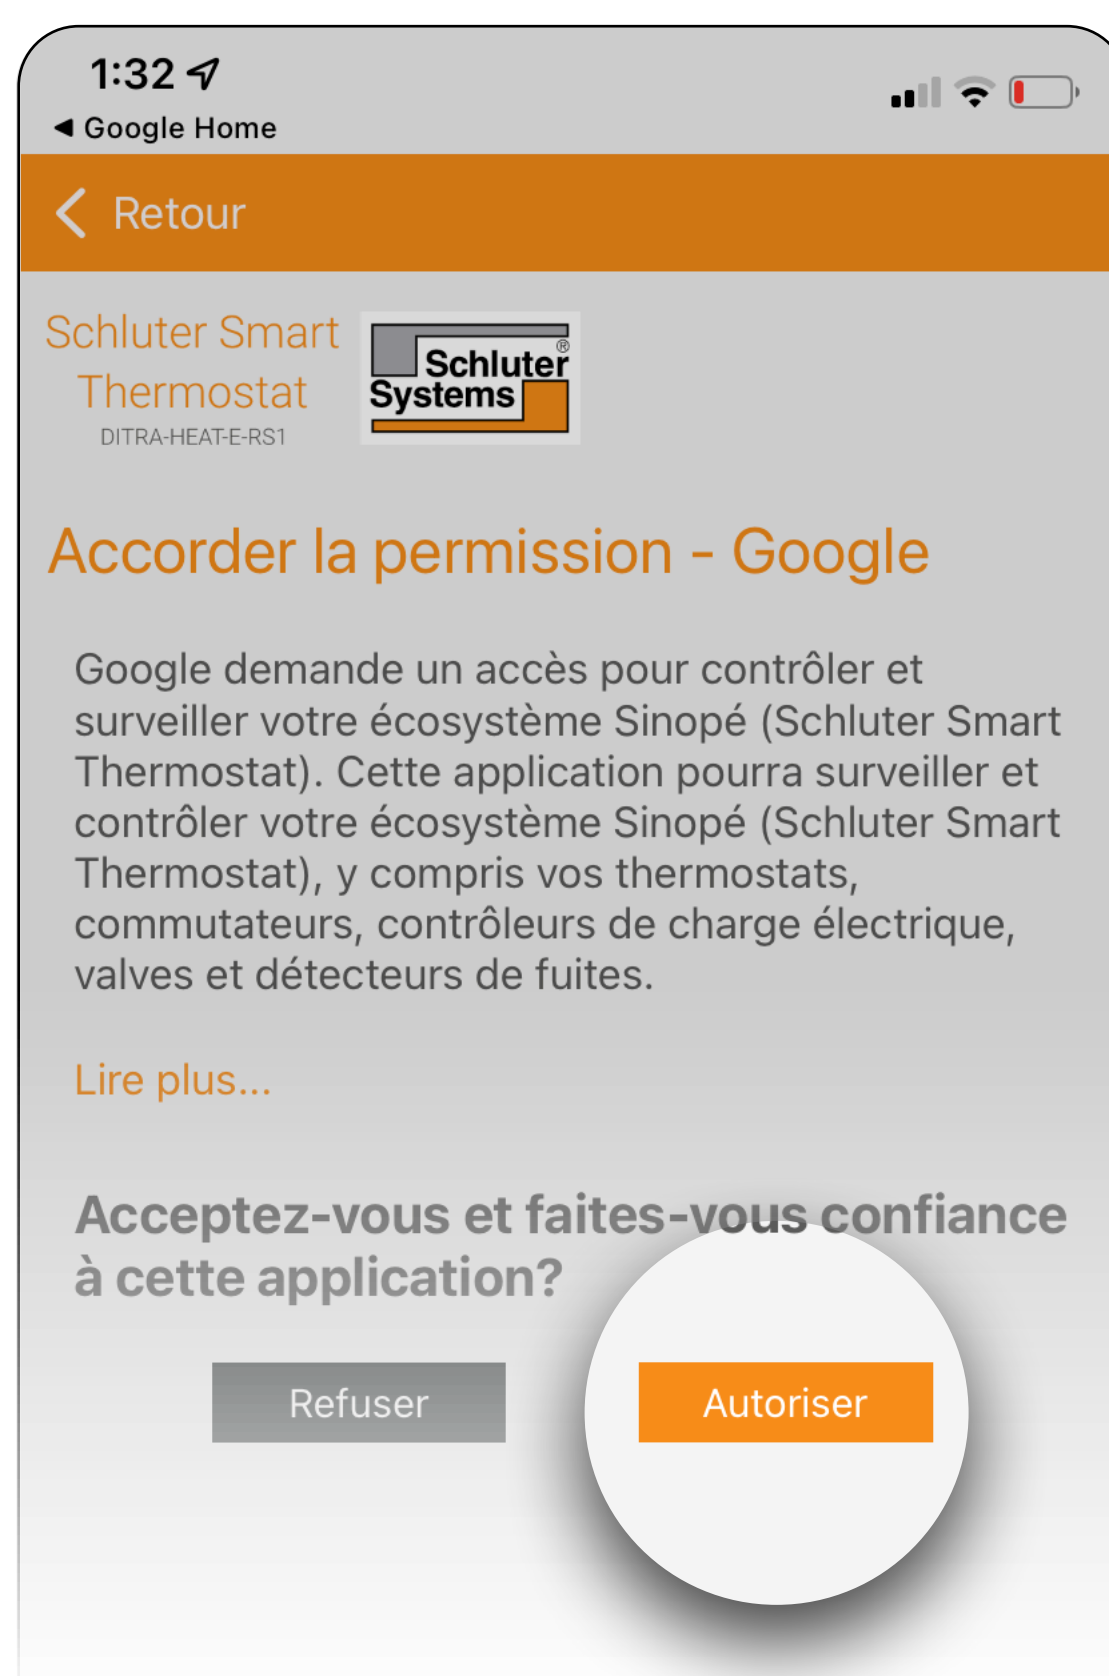 1:32
◀ Google Home
Retour
Schluter Smart
Thermostat
DITRA-HEAT-E-RS1
Schluter®
Systems
Accorder la permission - Google
Google demande un accès pour contrôler et
surveiller votre écosystème Sinopé (Schluter Smart
Thermostat). Cette application pourra surveiller et
contrôler votre écosystème Sinopé (Schluter Smart
Thermostat), y compris vos thermostats,
commutateurs, contrôleurs de charge électrique,
valves et détecteurs de fuites.
Lire plus...
Acceptez-vous et faites-vous confiance
à cette application?
Refuser
Autoriser